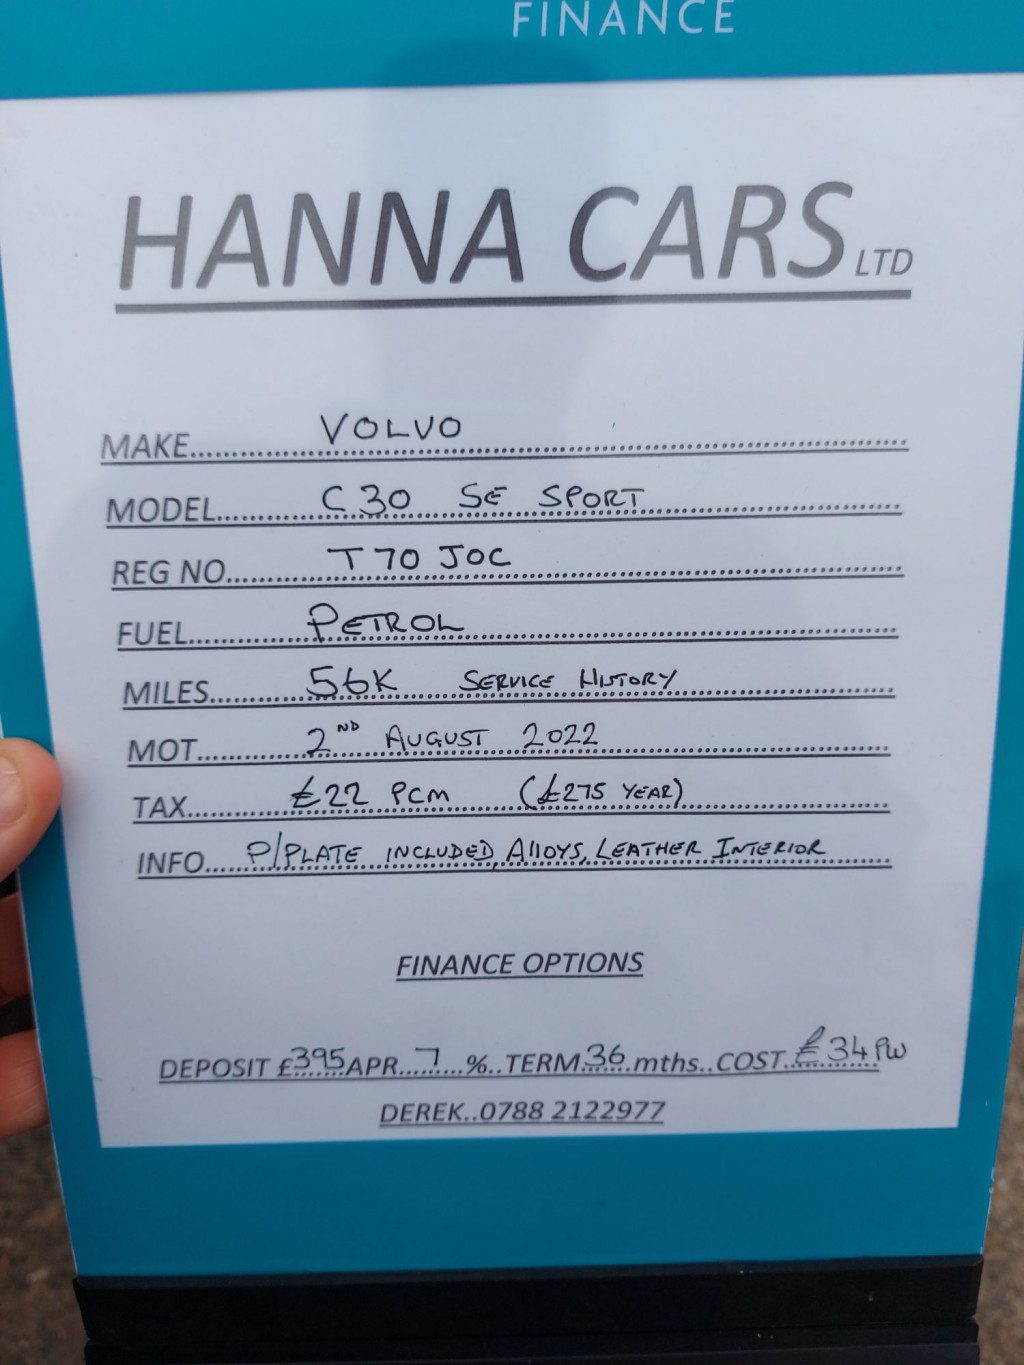 FINANCE
HANNA CARS LTD
MAKE............VOLVO............
MODEL............C30 SE SPORT............
REG NO............T70 JOC............
FUEL............PETROL............
MILES............56K SERVICE HISTORY............
MOT............2ND AUGUST 2022............
TAX............£22 PCM (£275 YEAR)............
INFO....P/PLATE INCLUDED, AllOYS, LEATHER INTERIOR......
FINANCE OPTIONS
DEPOSIT £395 APR...7...%..TERM 36 mths..COST..£34 PW
DEREK..0788 2122977